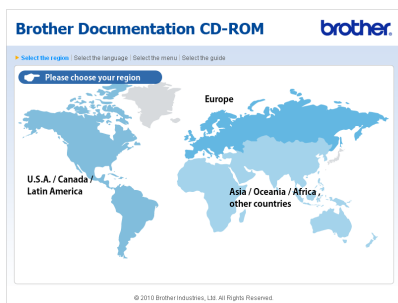 Brother Documentation CD-ROM
brother.
Select the region | Select the language | Select the menu | Select the guide
Please choose your region
Europe
U.S.A. / Canada /
Latin America
Asia / Oceania / Africa ,
other countries
© 2010 Brother Industries, Ltd. All Rights Reserved.